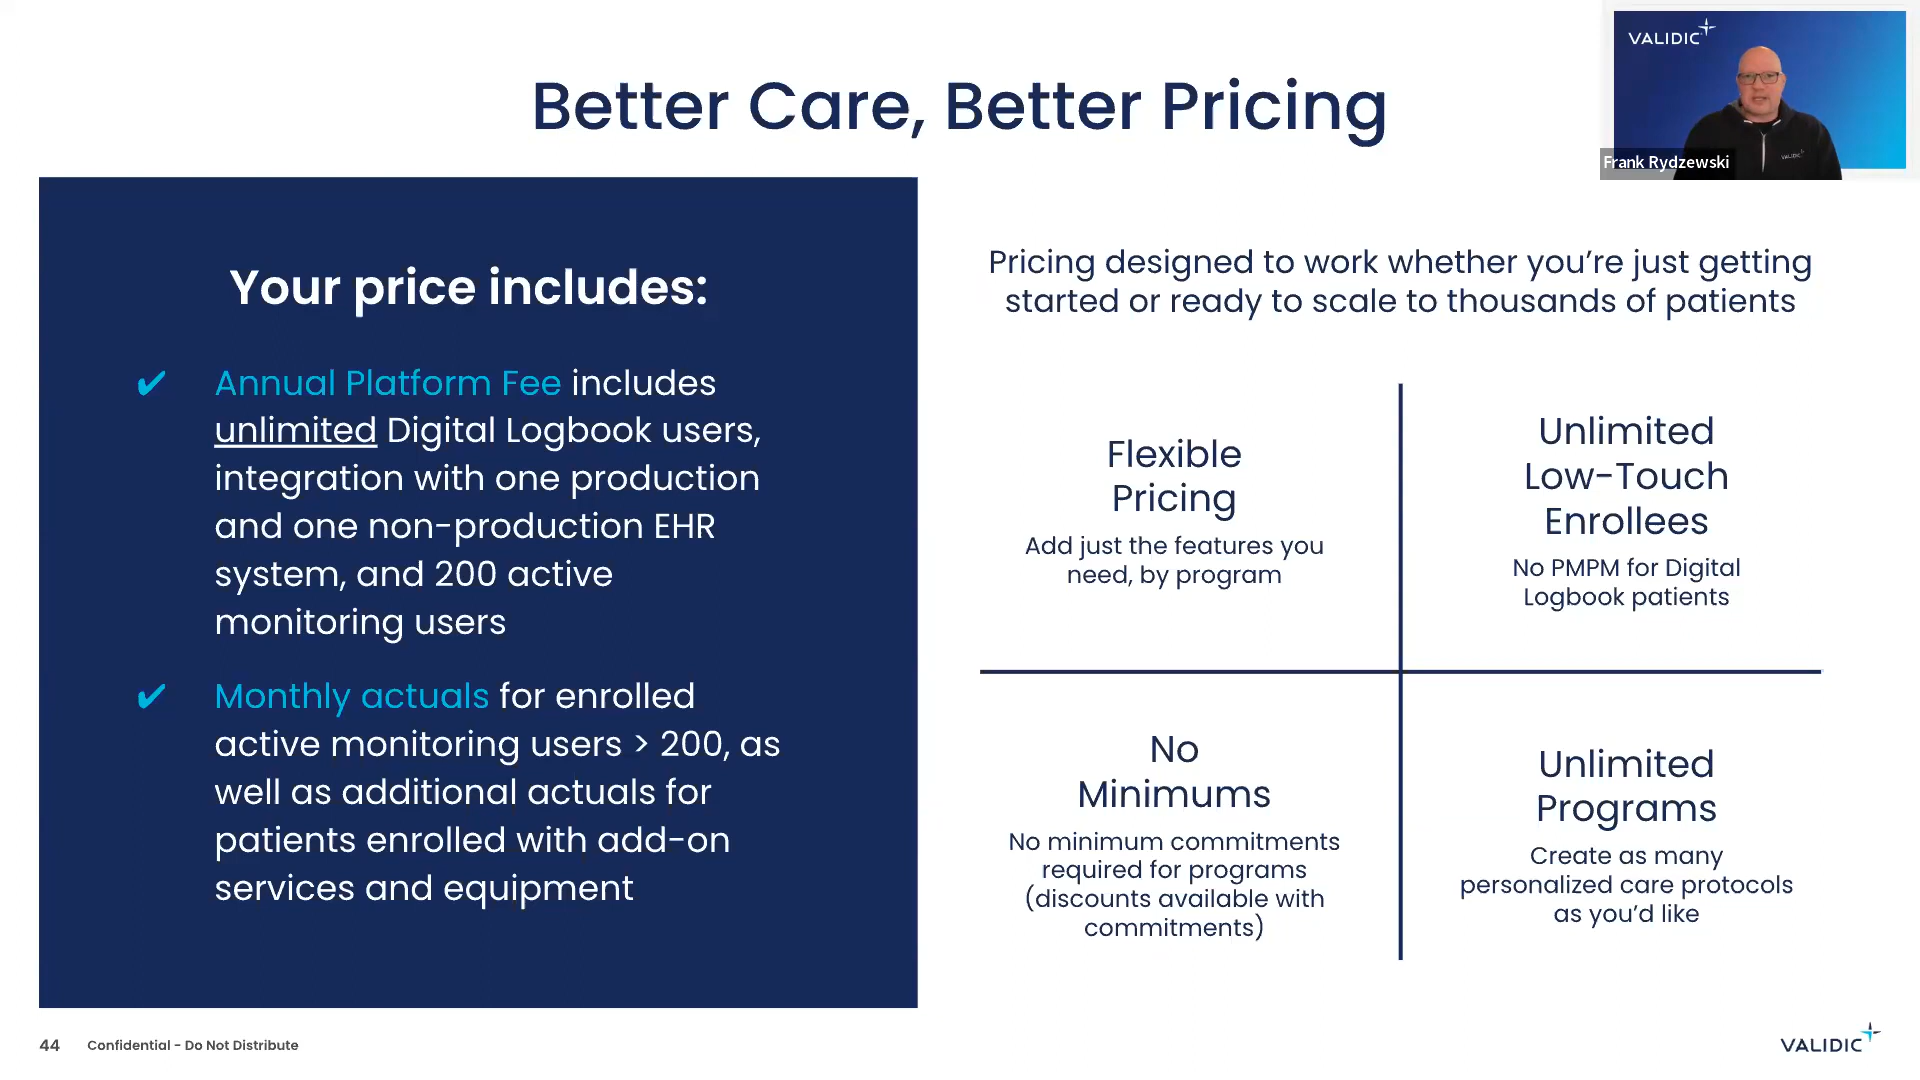 Better Care, Better Pricing
VALIDIC
VALIDIC
Frank Rydzewski
Your price includes:
✔ Annual Platform Fee includes
unlimited Digital Logbook users,
integration with one production
and one non-production EHR
system, and 200 active
monitoring users
✔ Monthly actuals for enrolled
active monitoring users > 200, as
well as additional actuals for
patients enrolled with add-on
services and equipment
Pricing designed to work whether you’re just getting
started or ready to scale to thousands of patients
Flexible
Pricing
Add just the features you
need, by program
Unlimited
Low-Touch
Enrollees
No PMPM for Digital
Logbook patients
No
Minimums
No minimum commitments
required for programs
(discounts available with
commitments)
Unlimited
Programs
Create as many
personalized care protocols
as you’d like
44 Confidential - Do Not Distribute
VALIDIC